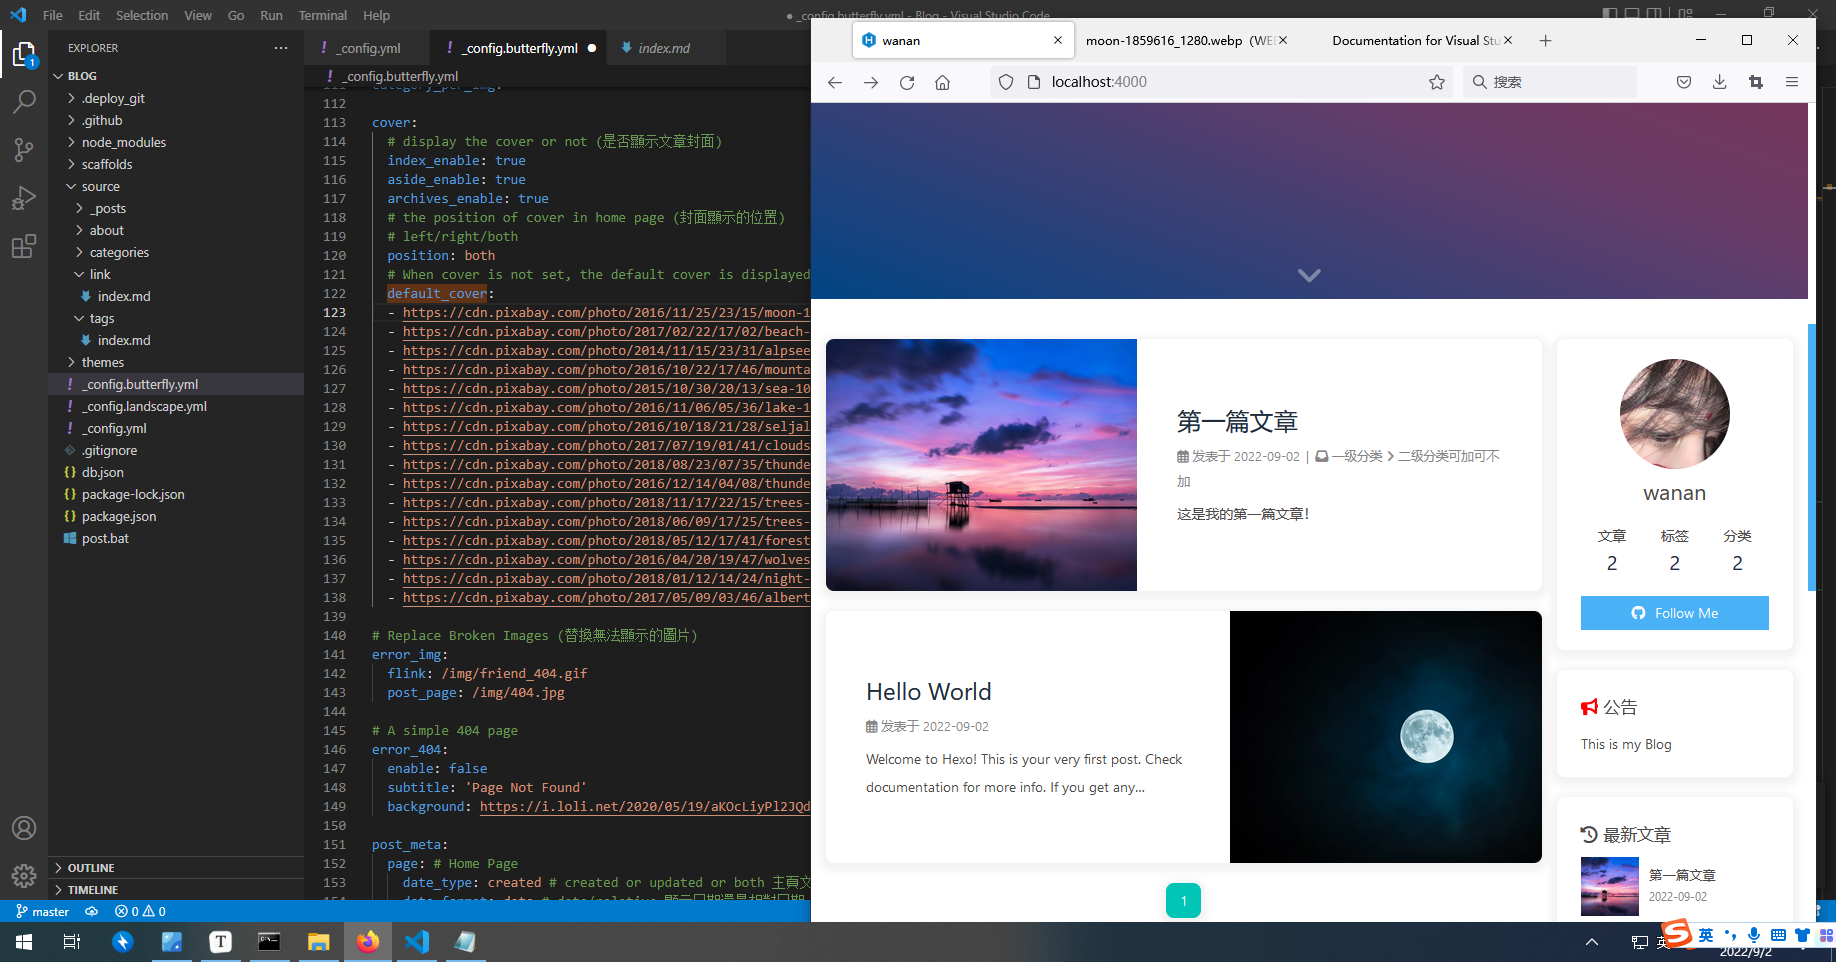 File Edit Selection View Go Run Terminal Help
● _config.butterfly.yml - Blog - Visual Studio Code
EXPLORER
BLOG
.deploy_git
.github
node_modules
scaffolds
source
_posts
about
categories
link
index.md
tags
index.md
themes
! _config.butterfly.yml
! _config.landscape.yml
! _config.yml
.gitignore
{} db.json
{} package-lock.json
{} package.json
post.bat
OUTLINE
TIMELINE
1
! _config.yml
! _config.butterfly.yml ●
index.md
! _config.butterfly.yml
111 category_per_img:
112
113 cover:
114 # display the cover or not (是否顯示文章封面)
115 index_enable: true
116 aside_enable: true
117 archives_enable: true
118 # the position of cover in home page (封面顯示的位置)
119 # left/right/both
120 position: both
121 # When cover is not set, the default cover is displayed
122 default_cover:
123 - https://cdn.pixabay.com/photo/2016/11/25/23/15/moon-1
124 - https://cdn.pixabay.com/photo/2017/02/22/17/02/beach-
125 - https://cdn.pixabay.com/photo/2014/11/15/23/31/alpsee
126 - https://cdn.pixabay.com/photo/2016/10/22/17/46/mounta
127 - https://cdn.pixabay.com/photo/2015/10/30/20/13/sea-10
128 - https://cdn.pixabay.com/photo/2016/11/06/05/36/lake-1
129 - https://cdn.pixabay.com/photo/2016/10/18/21/28/seljal
130 - https://cdn.pixabay.com/photo/2017/07/19/01/41/clouds
131 - https://cdn.pixabay.com/photo/2018/08/23/07/35/thunde
132 - https://cdn.pixabay.com/photo/2016/12/14/04/08/thunde
133 - https://cdn.pixabay.com/photo/2018/11/17/22/15/trees-
134 - https://cdn.pixabay.com/photo/2018/06/09/17/25/trees-
135 - https://cdn.pixabay.com/photo/2018/05/12/17/41/forest
136 - https://cdn.pixabay.com/photo/2016/04/20/19/47/wolves
137 - https://cdn.pixabay.com/photo/2018/01/12/14/24/night-
138 - https://cdn.pixabay.com/photo/2017/05/09/03/46/albert
139
140 # Replace Broken Images (替換無法顯示的圖片)
141 error_img:
142 flink: /img/friend_404.gif
143 post_page: /img/404.jpg
144
145 # A simple 404 page
146 error_404:
147 enable: false
148 subtitle: 'Page Not Found'
149 background: https://i.loli.net/2020/05/19/aKOcLiyPl2JQd
150
151 post_meta:
152 page: # Home Page
153 date_type: created # created or updated or both 主頁文
master
0 0
wanan
moon-1859616_1280.webp (WEB
Documentation for Visual Stu
localhost:4000
搜索
第一篇文章
发表于 2022-09-02 | 一级分类 > 二级分类可加可不
加
这是我的第一篇文章!
Hello World
发表于 2022-09-02
Welcome to Hexo! This is your very first post. Check
documentation for more info. If you get any...
1
wanan
文章 标签 分类
2 2 2
Follow Me
公告
This is my Blog
最新文章
第一篇文章
2022-09-02
T
英
S 英
2022/9/2